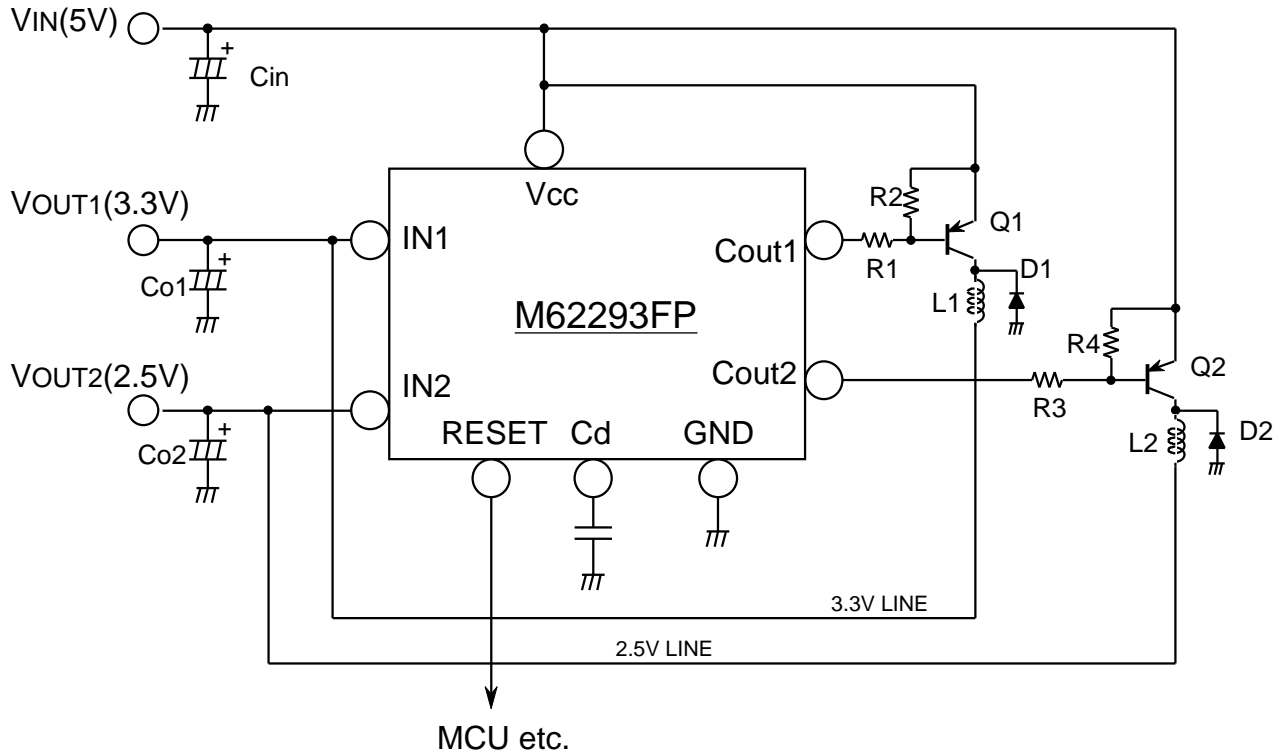 VIN(5V)
+
Cin
VOUT1(3.3V)
+
Co1
VOUT2(2.5V)
+
Co2
Vcc
IN1
IN2
M62293FP
Cout1
Cout2
RESET
Cd
GND
R2
R1
Q1
D1
L1
R4
R3
Q2
D2
L2
3.3V LINE
2.5V LINE
MCU etc.